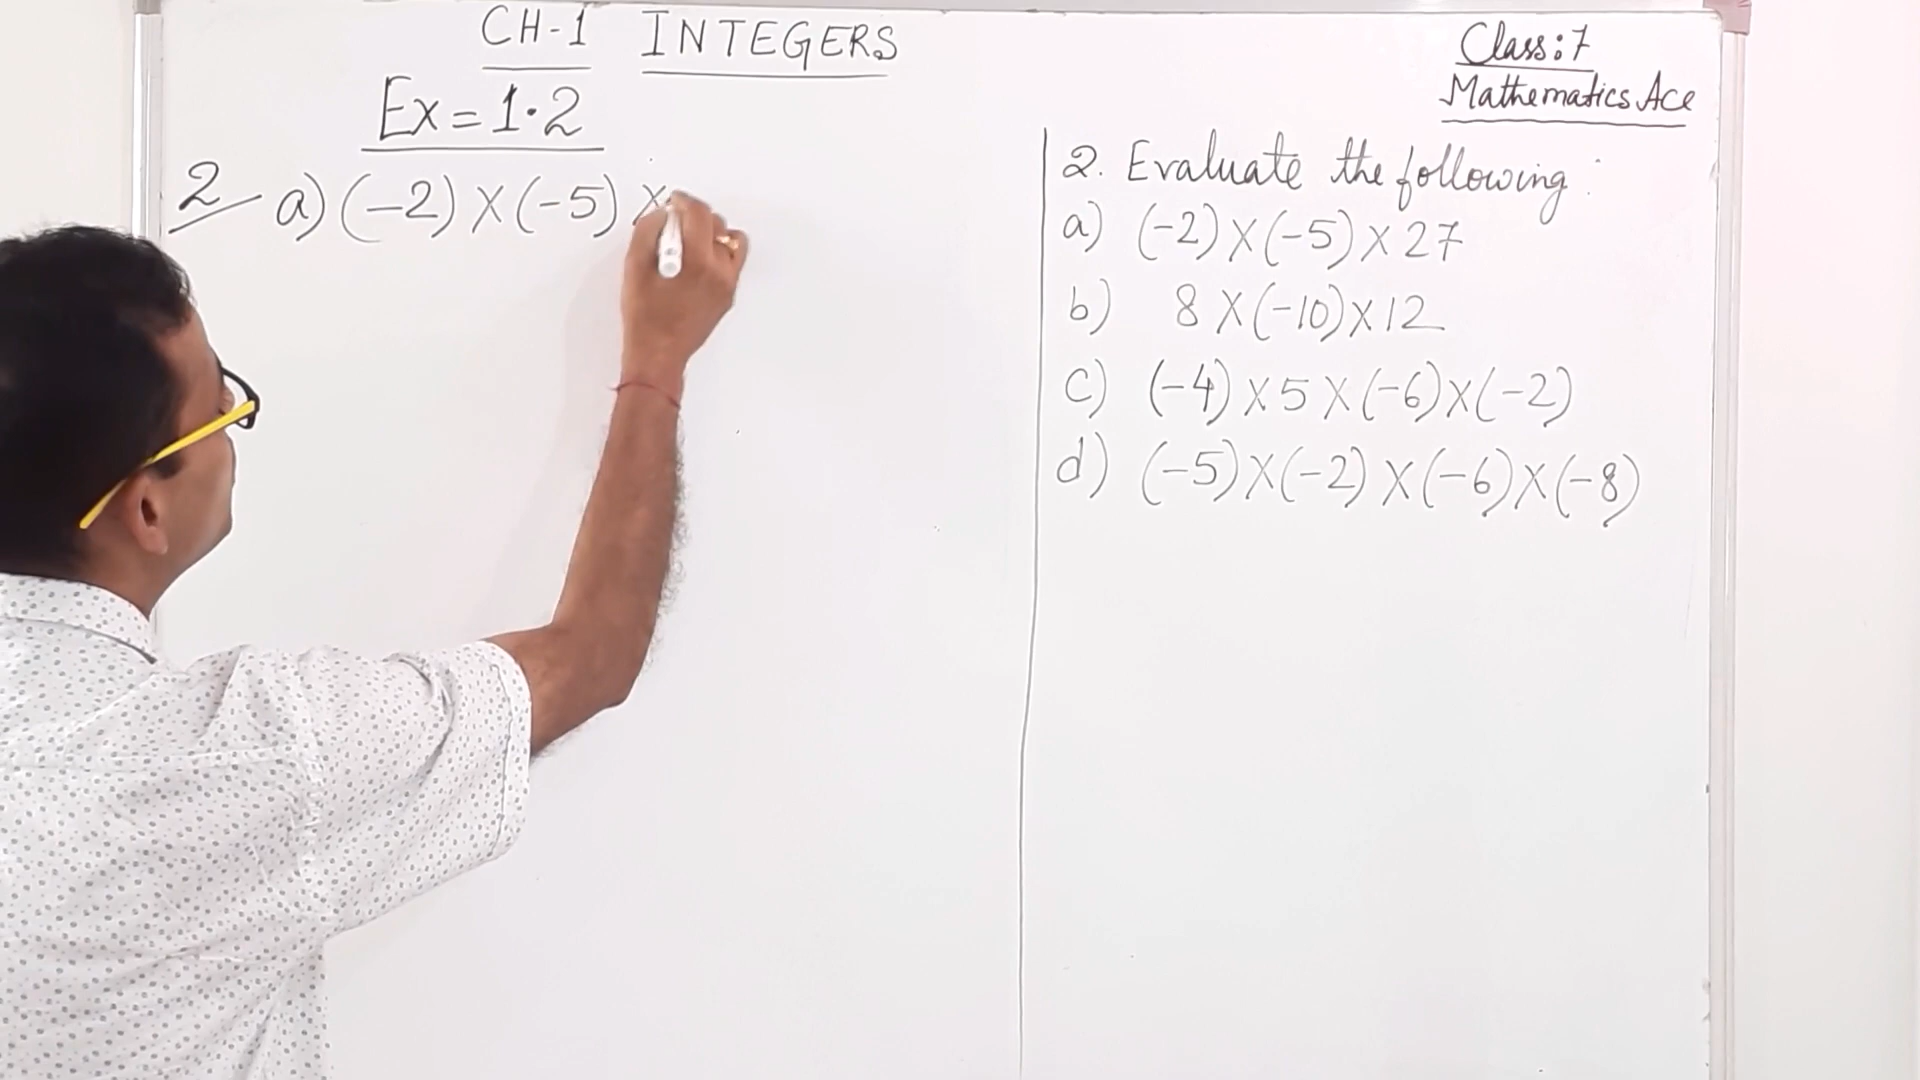 CH-1 INTEGERS
Ex = 1.2
2 a) (-2) X (-5) X
Class: 7
Mathematics Ace
2. Evaluate the following:
a) (-2) X (-5) X 27
b) 8 X (-10) X 12
c) (-4) X 5 X (-6) X (-2)
d) (-5) X (-2) X (-6) X (-8)